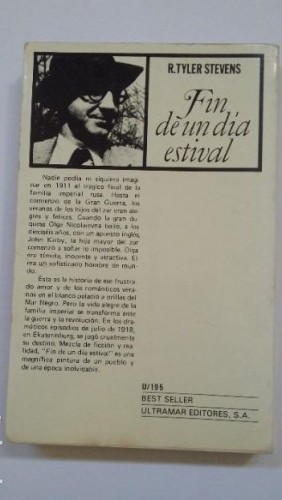 R.TYLER STEVENS
Fin
de un día
estival
Nadie podía ni siquiera imagi
nar en 1911 el trágico final de la
familia imperial rusa. Hasta el
comienzo de la Gran Guerra, los
veranos de los hijos del zar eran ale
gres y felices. Cuando la gran du
quesa Olga Nicolaievna bailó, a los
dieciséis años, con un apuesto inglés,
John Kirby, la hija mayor del zar
comenzó a soñar lo imposible. Olga
era tímida, inocente y atractiva. El
era un sofisticado hombre de mun
do.
Esta es la historia de ese frustra
do amor y de los románticos vera
nos en el blanco palacio a orillas del
Mar Negro. Pero la vida alegre de la
familia imperial se transforma ante
la guerra y la revolución. En los dra
máticos episodios de julio de 1918,
en Ekaterinburg, se jugó cruelmente
su destino. Mezcla de ficción y rea
lidad, "Fin de un día estival" es una
magnífica pintura de un pueblo y
de una época inolvidable.
0/195
BEST SELLER
ULTRAMAR EDITORES, S.A.